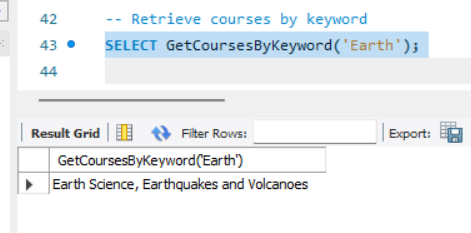 42 -- Retrieve courses by keyword
43 SELECT GetCoursesByKeyword('Earth');
44
Result Grid Filter Rows: Export:
GetCoursesByKeyword('Earth')
Earth Science, Earthquakes and Volcanoes